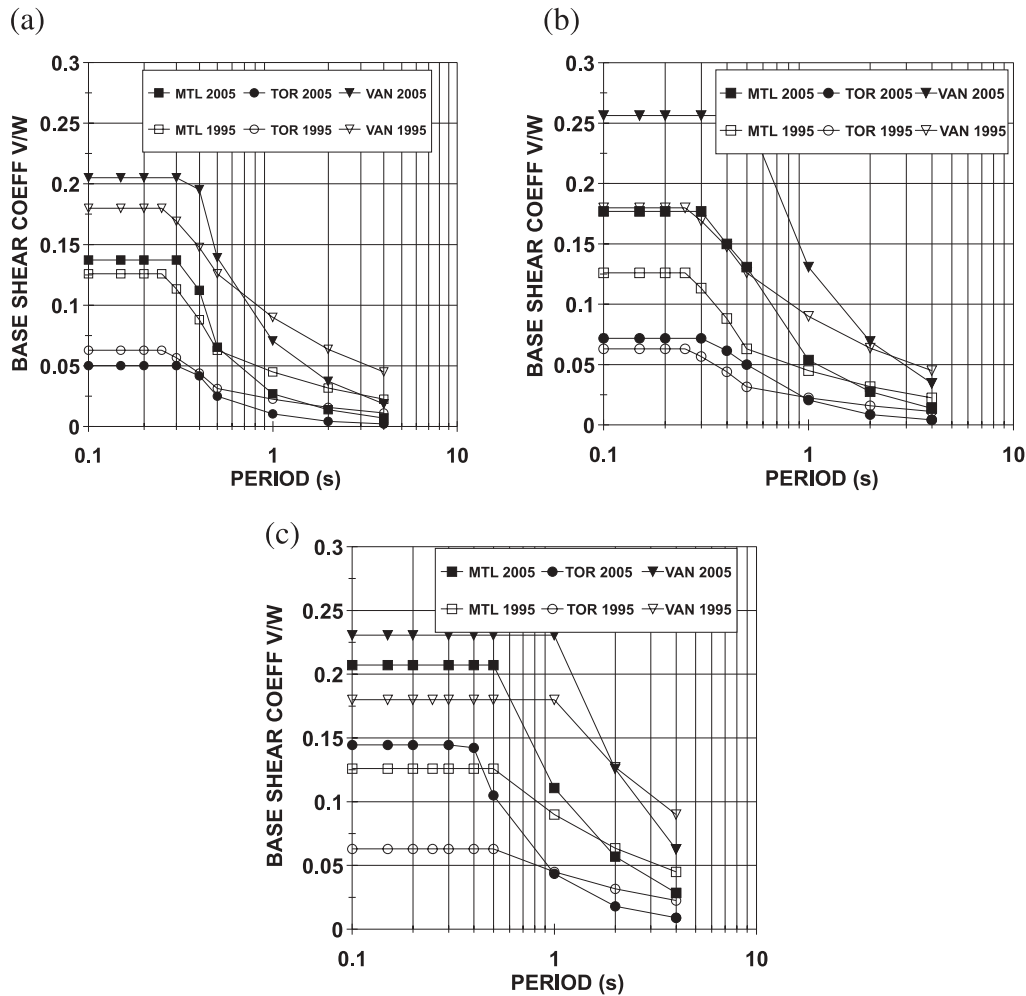 (a)
0.3
0.25
0.2
0.15
0.1
0.05
0
BASE SHEAR COEFF V/W
MTL 2005 TOR 2005 VAN 2005
MTL 1995 TOR 1995 VAN 1995
0.1 1 10
PERIOD (s)
(b)
0.3
0.25
0.2
0.15
0.1
0.05
0
BASE SHEAR COEFF V/W
MTL 2005 TOR 2005 VAN 2005
MTL 1995 TOR 1995 VAN 1995
0.1 1 10
PERIOD (s)
(c)
0.3
0.25
0.2
0.15
0.1
0.05
0
BASE SHEAR COEFF V/W
MTL 2005 TOR 2005 VAN 2005
MTL 1995 TOR 1995 VAN 1995
0.1 1 10
PERIOD (s)